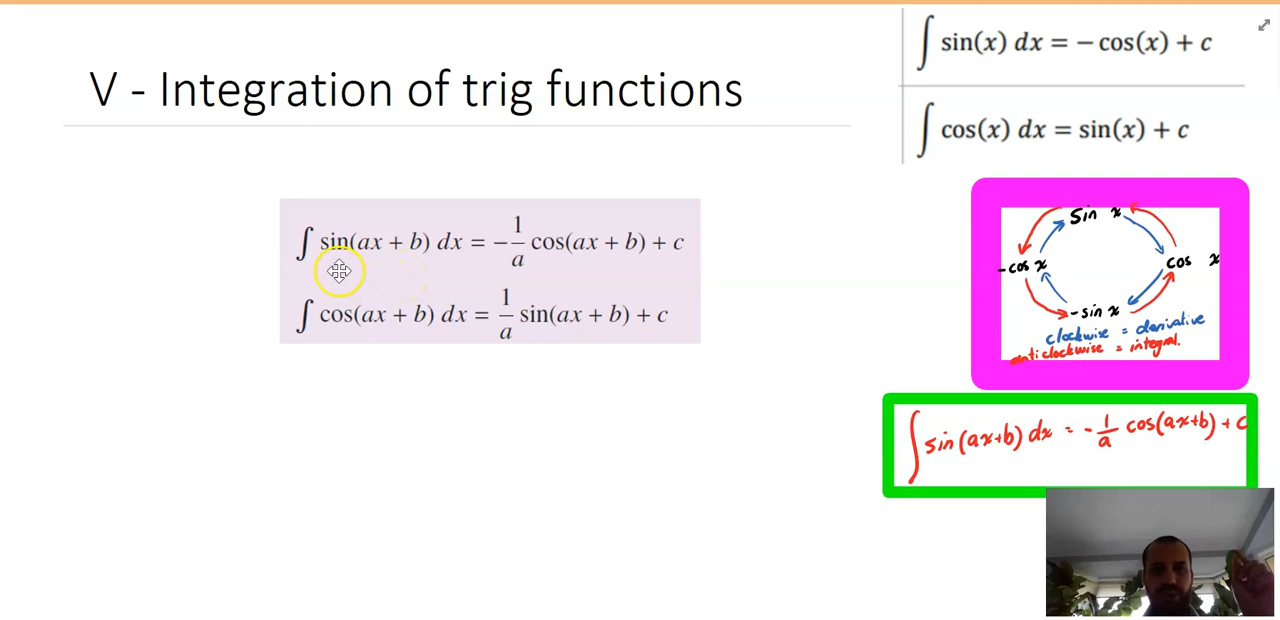 V - Integration of trig functions
∫ sin(x) dx = − cos(x) + c
∫ cos(x) dx = sin(x) + c
∫ sin(ax + b) dx = −1/a cos(ax + b) + c
∫ cos(ax + b) dx = 1/a sin(ax + b) + c
sin x
-cos x
cos x
-sin x
clockwise = derivative
anticlockwise = integral.
∫ sin(ax+b) dx = -1/a cos(ax+b) + c